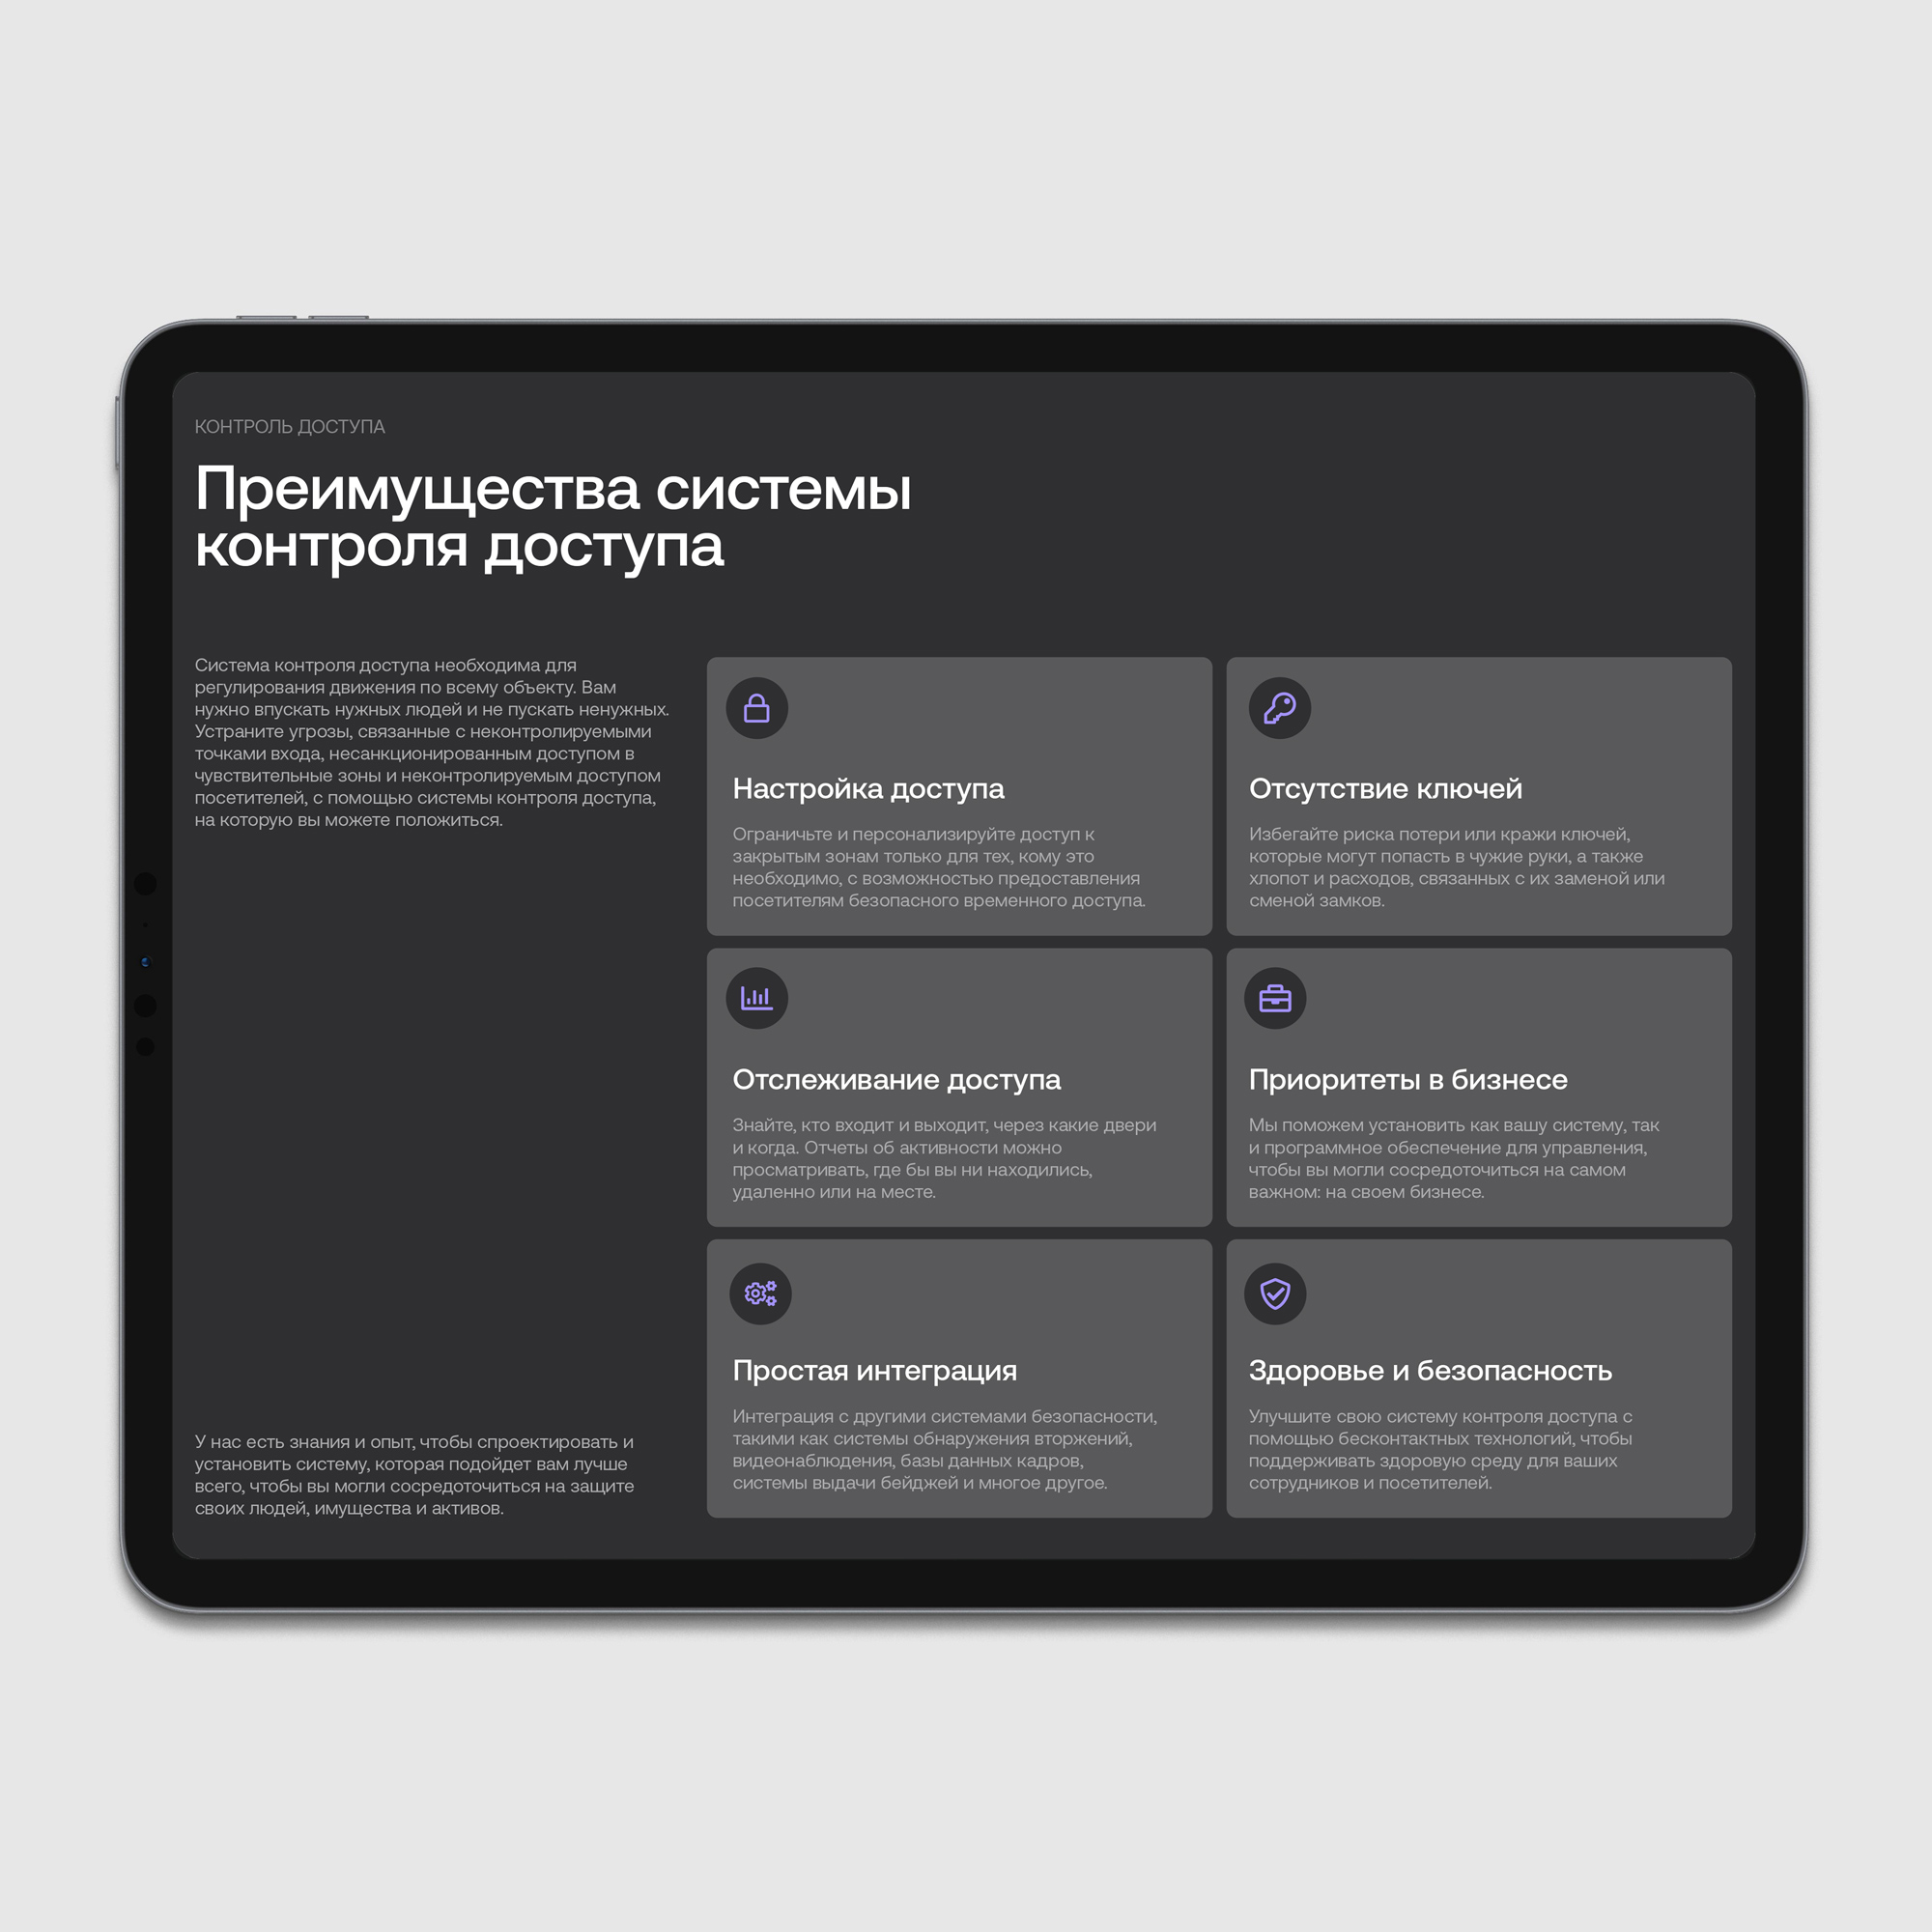 КОНТРОЛЬ ДОСТУПА
Преимущества системы
контроля доступа
Система контроля доступа необходима для
регулирования движения по всему объекту. Вам
нужно впускать нужных людей и не пускать ненужных.
Устраните угрозы, связанные с неконтролируемыми
точками входа, несанкционированным доступом в
чувствительные зоны и неконтролируемым доступом
посетителей, с помощью системы контроля доступа,
на которую вы можете положиться.
У нас есть знания и опыт, чтобы спроектировать и
установить систему, которая подойдет вам лучше
всего, чтобы вы могли сосредоточиться на защите
своих людей, имущества и активов.
Настройка доступа
Ограничьте и персонализируйте доступ к
закрытым зонам только для тех, кому это
необходимо, с возможностью предоставления
посетителям безопасного временного доступа.
Отсутствие ключей
Избегайте риска потери или кражи ключей,
которые могут попасть в чужие руки, а также
хлопот и расходов, связанных с их заменой или
сменой замков.
Отслеживание доступа
Знайте, кто входит и выходит, через какие двери
и когда. Отчеты об активности можно
просматривать, где бы вы ни находились,
удаленно или на месте.
Приоритеты в бизнесе
Мы поможем установить как вашу систему, так
и программное обеспечение для управления,
чтобы вы могли сосредоточиться на самом
важном: на своем бизнесе.
Простая интеграция
Интеграция с другими системами безопасности,
такими как системы обнаружения вторжений,
видеонаблюдения, базы данных кадров,
системы выдачи бейджей и многое другое.
Здоровье и безопасность
Улучшите свою систему контроля доступа с
помощью бесконтактных технологий, чтобы
поддерживать здоровую среду для ваших
сотрудников и посетителей.